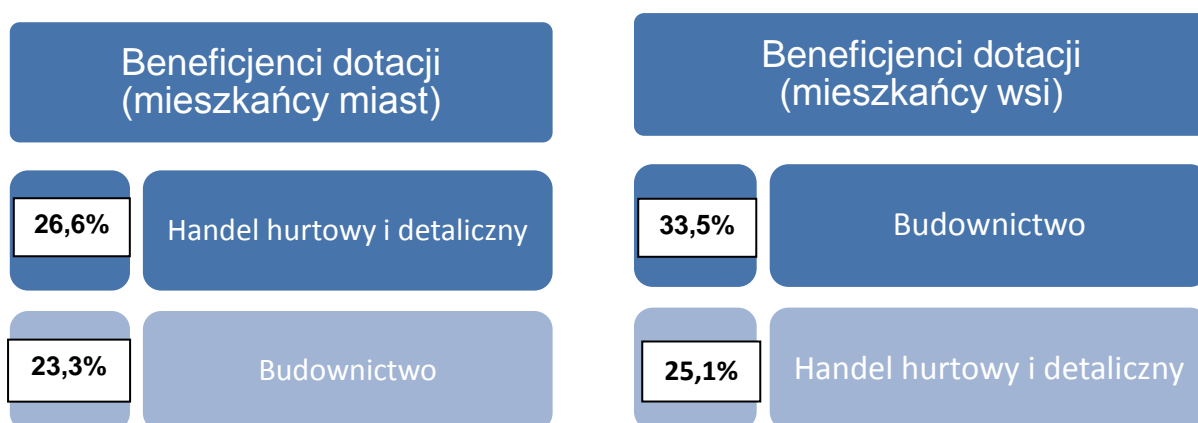 Beneficjenci dotacji
(mieszkańcy miast)
26,6%
Handel hurtowy i detaliczny
23,3%
Budownictwo
Beneficjenci dotacji
(mieszkańcy wsi)
33,5%
Budownictwo
25,1%
Handel hurtowy i detaliczny